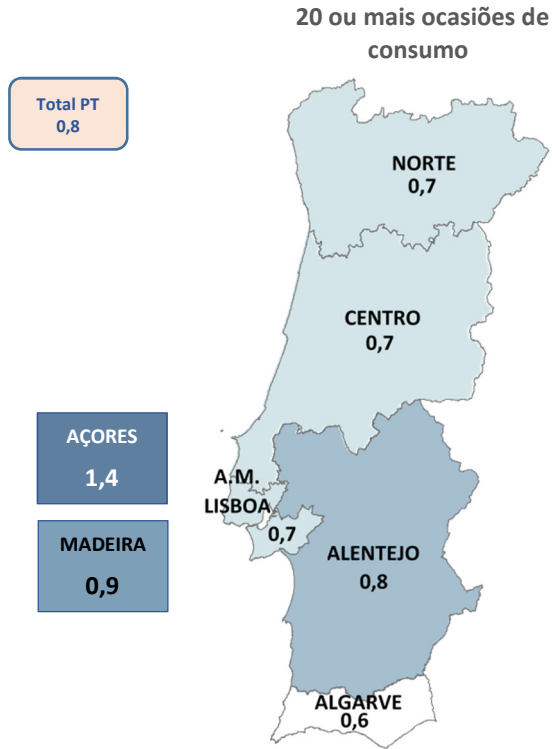 20 ou mais ocasiões de
consumo
Total PT
0,8
NORTE
0,7
CENTRO
0,7
AÇORES
1,4
A.M.
LISBOA
0,7
MADEIRA
0,9
ALENTEJO
0,8
ALGARVE
0,6